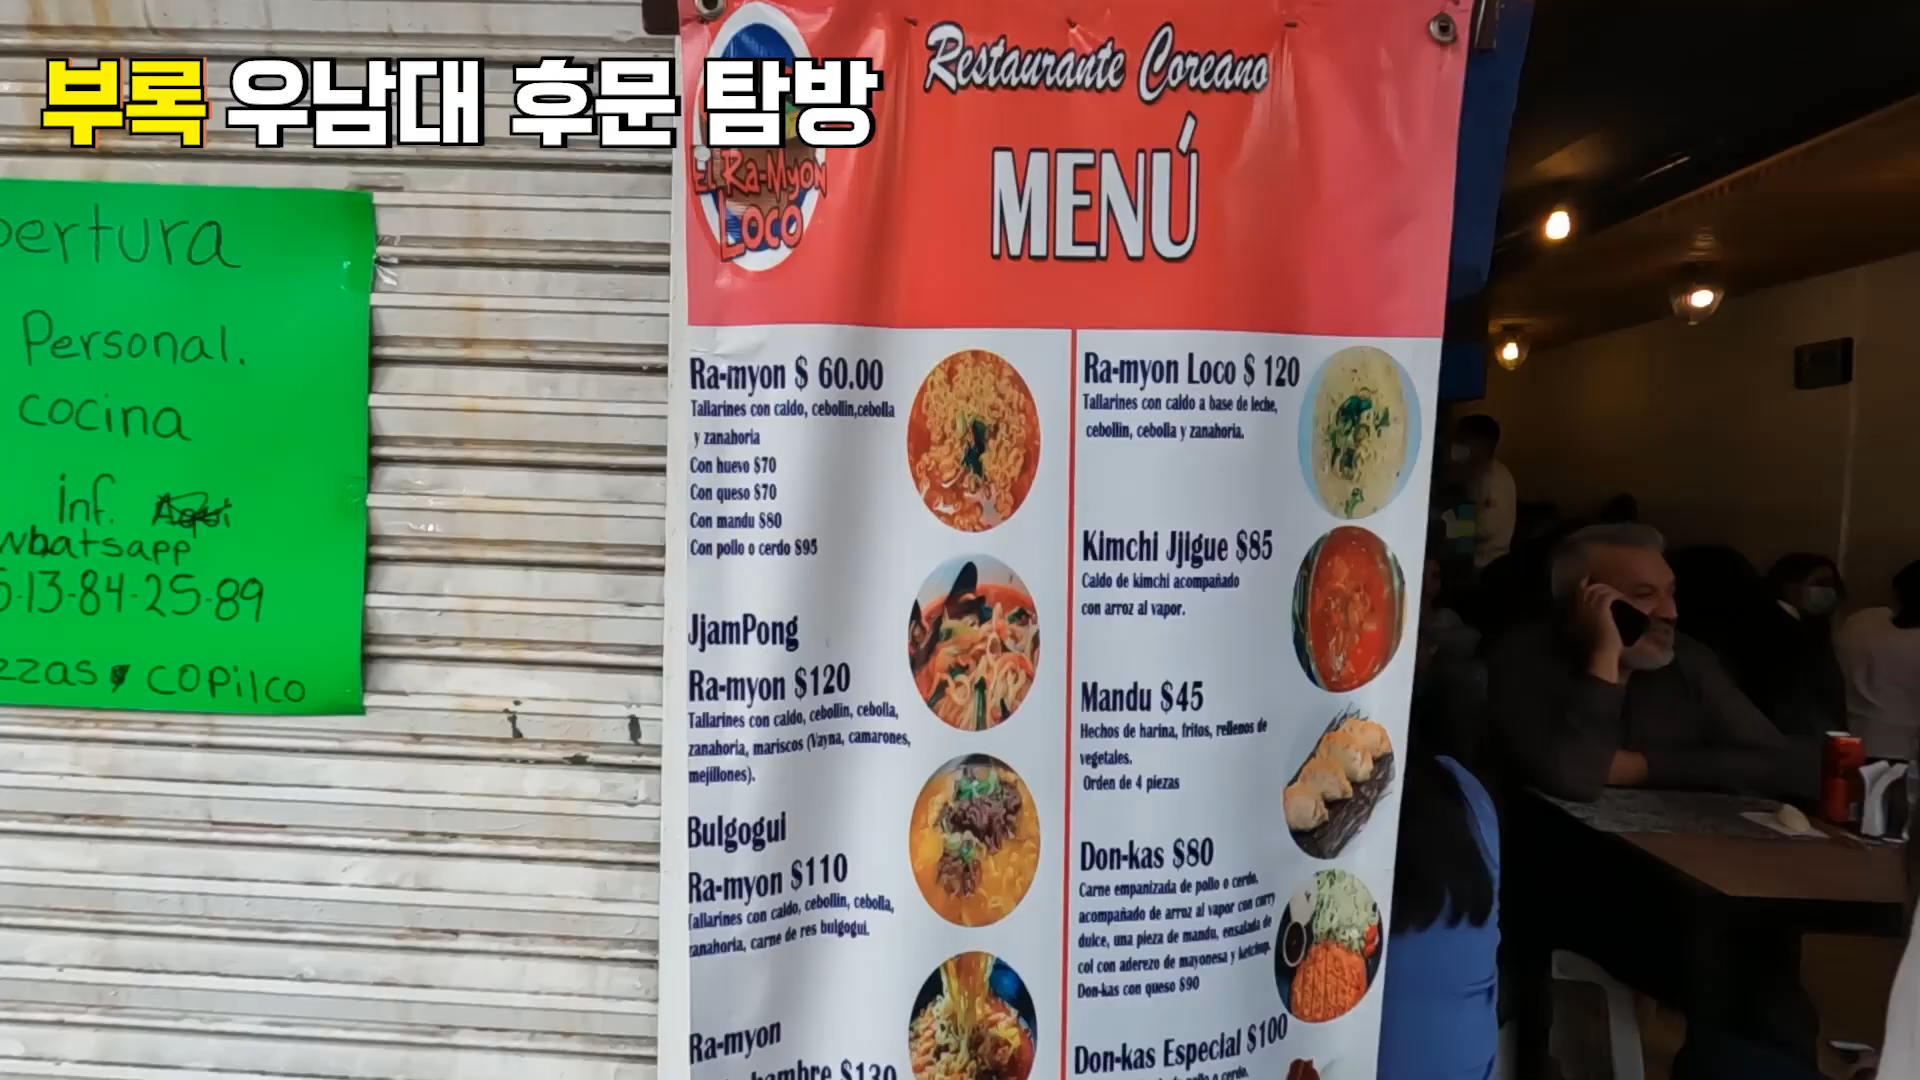 부록 우남대 후문 탐방
pertura
Personal.
cocina
inf. Aqui
whatsapp
5-13-84-25-89
zzas, copilco
EL Ra-Myon
Loco
Restaurante Coreano
MENÚ
Ra-myon $ 60.00
Tallarines con caldo, cebollin,cebolla
y zanahoria
Con huevo $70
Con queso $70
Con mandu $80
Con pollo o cerdo $95
JjamPong
Ra-myon $120
Tallarines con caldo, cebollin, cebolla,
zanahoria, mariscos (Vayna, camarones,
mejillones).
Bulgogui
Ra-myon $110
Tallarines con caldo, cebollin, cebolla,
zanahoria, carne de res bulgogui.
Ra-myon
hambre $130
Ra-myon Loco $ 120
Tallarines con caldo a base de leche,
cebollin, cebolla y zanahoria.
Kimchi Jjigue $85
Caldo de kimchi acompañado
con arroz al vapor.
Mandu $45
Hechos de harina, fritos, rellenos de
vegetales.
Orden de 4 piezas
Don-kas $80
Carne empanizada de pollo o cerdo,
acompañado de arroz al vapor con curry
dulce, una pieza de mandu, ensalada de
col con aderezo de mayonesa y ketchup.
Don-kas con queso $90
Don-kas Especial $100
pollo o cerdo,